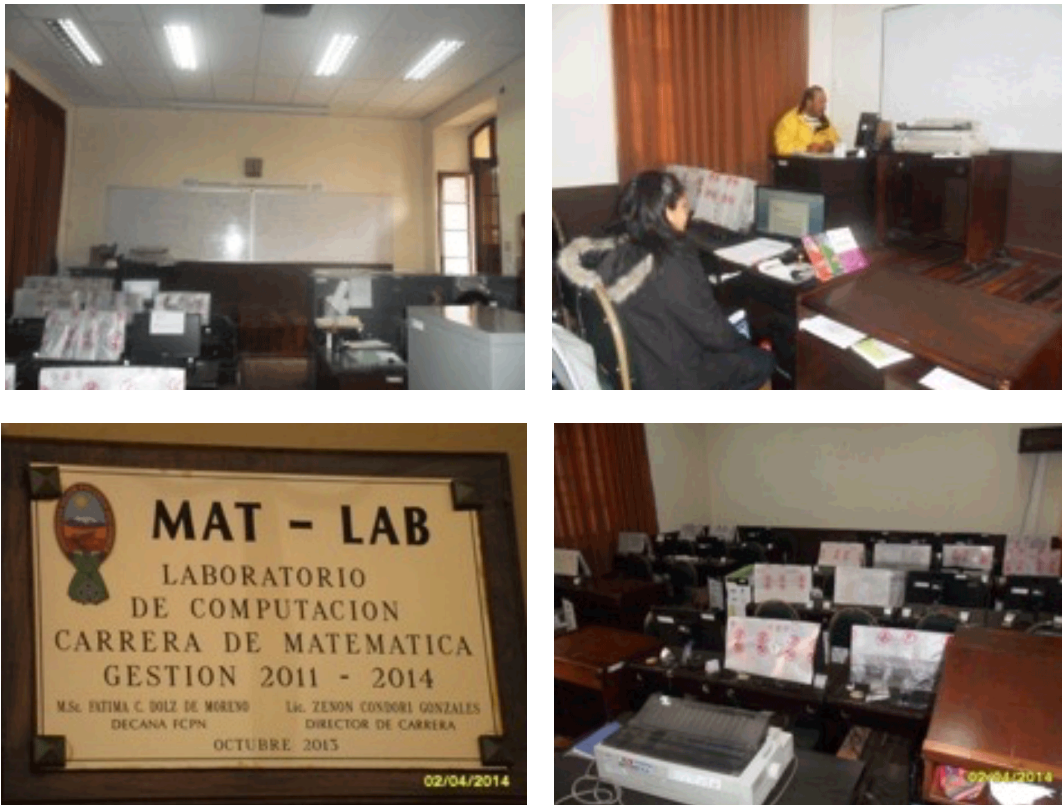 MAT - LAB
LABORATORIO
DE COMPUTACION
CARRERA DE MATEMATICA
GESTION 2011 - 2014
M.Sc. FATIMA C. DOLZ DE MORENO
DECANA FCPN
Lic. ZENON CONDORI GONZALES
DIRECTOR DE CARRERA
OCTUBRE 2013
02/04/2014
02/04/2014